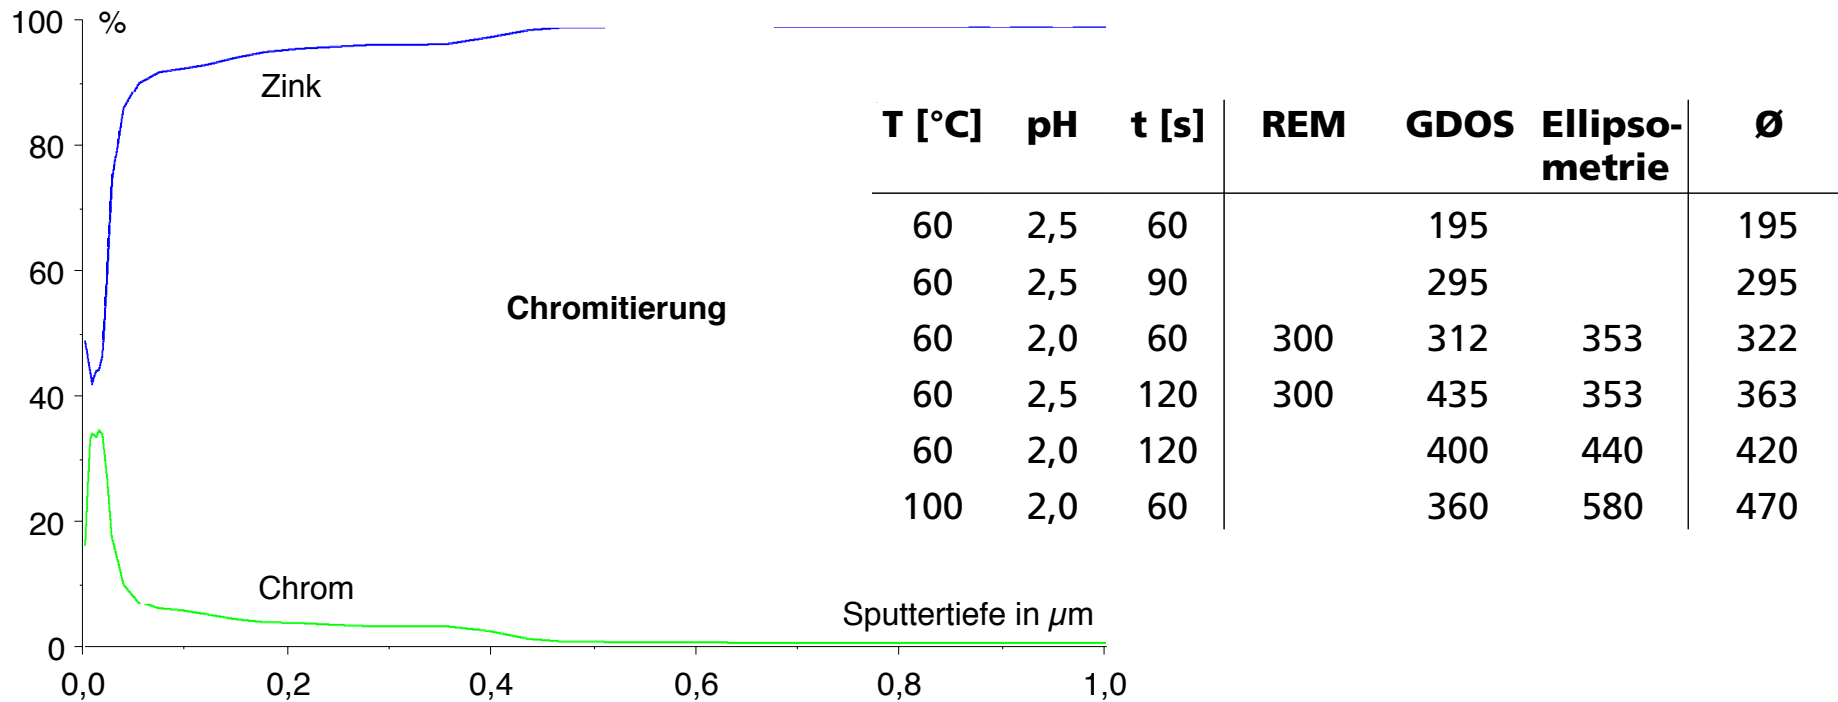 100 %
80
60
40
20
0
0,0 0,2 0,4 0,6 0,8 1,0
Zink
Chromitierung
Chrom
Sputtertiefe in µm
T [°C] pH t [s] REM GDOS Ellipso-
metrie Ø
60 2,5 60 195 195
60 2,5 90 295 295
60 2,0 60 300 312 353 322
60 2,5 120 300 435 353 363
60 2,0 120 400 440 420
100 2,0 60 360 580 470